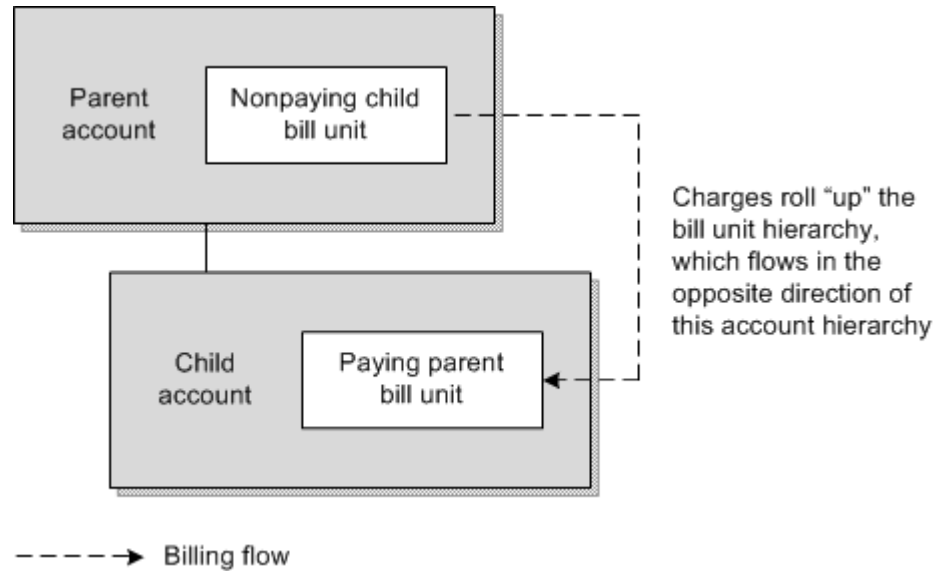 Parent
account
Nonpaying child
bill unit
Charges roll “up" the
bill unit hierarchy,
which flows in the
opposite direction of
this account hierarchy
Child
account
Paying parent
bill unit
Billing flow